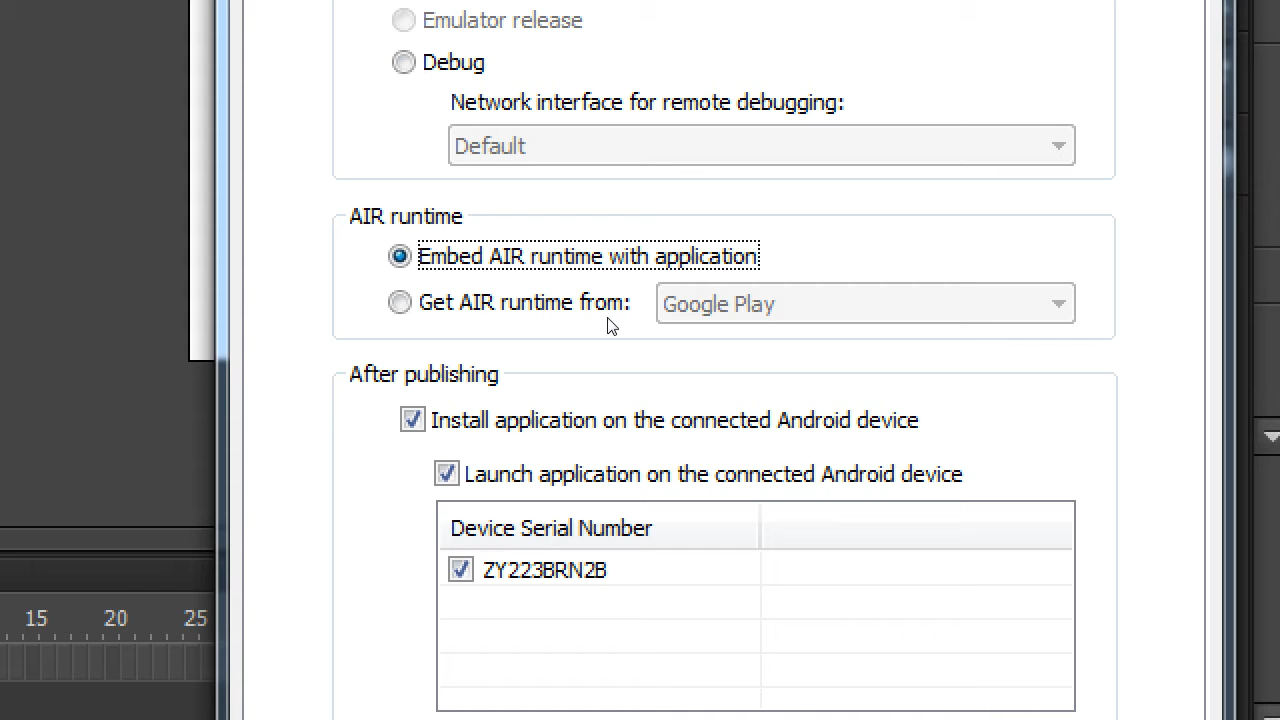 Emulator release
Debug
Network interface for remote debugging:
Default
AIR runtime
Embed AIR runtime with application
Get AIR runtime from: Google Play
After publishing
Install application on the connected Android device
Launch application on the connected Android device
Device Serial Number
ZY223BRN2B
15 20 25